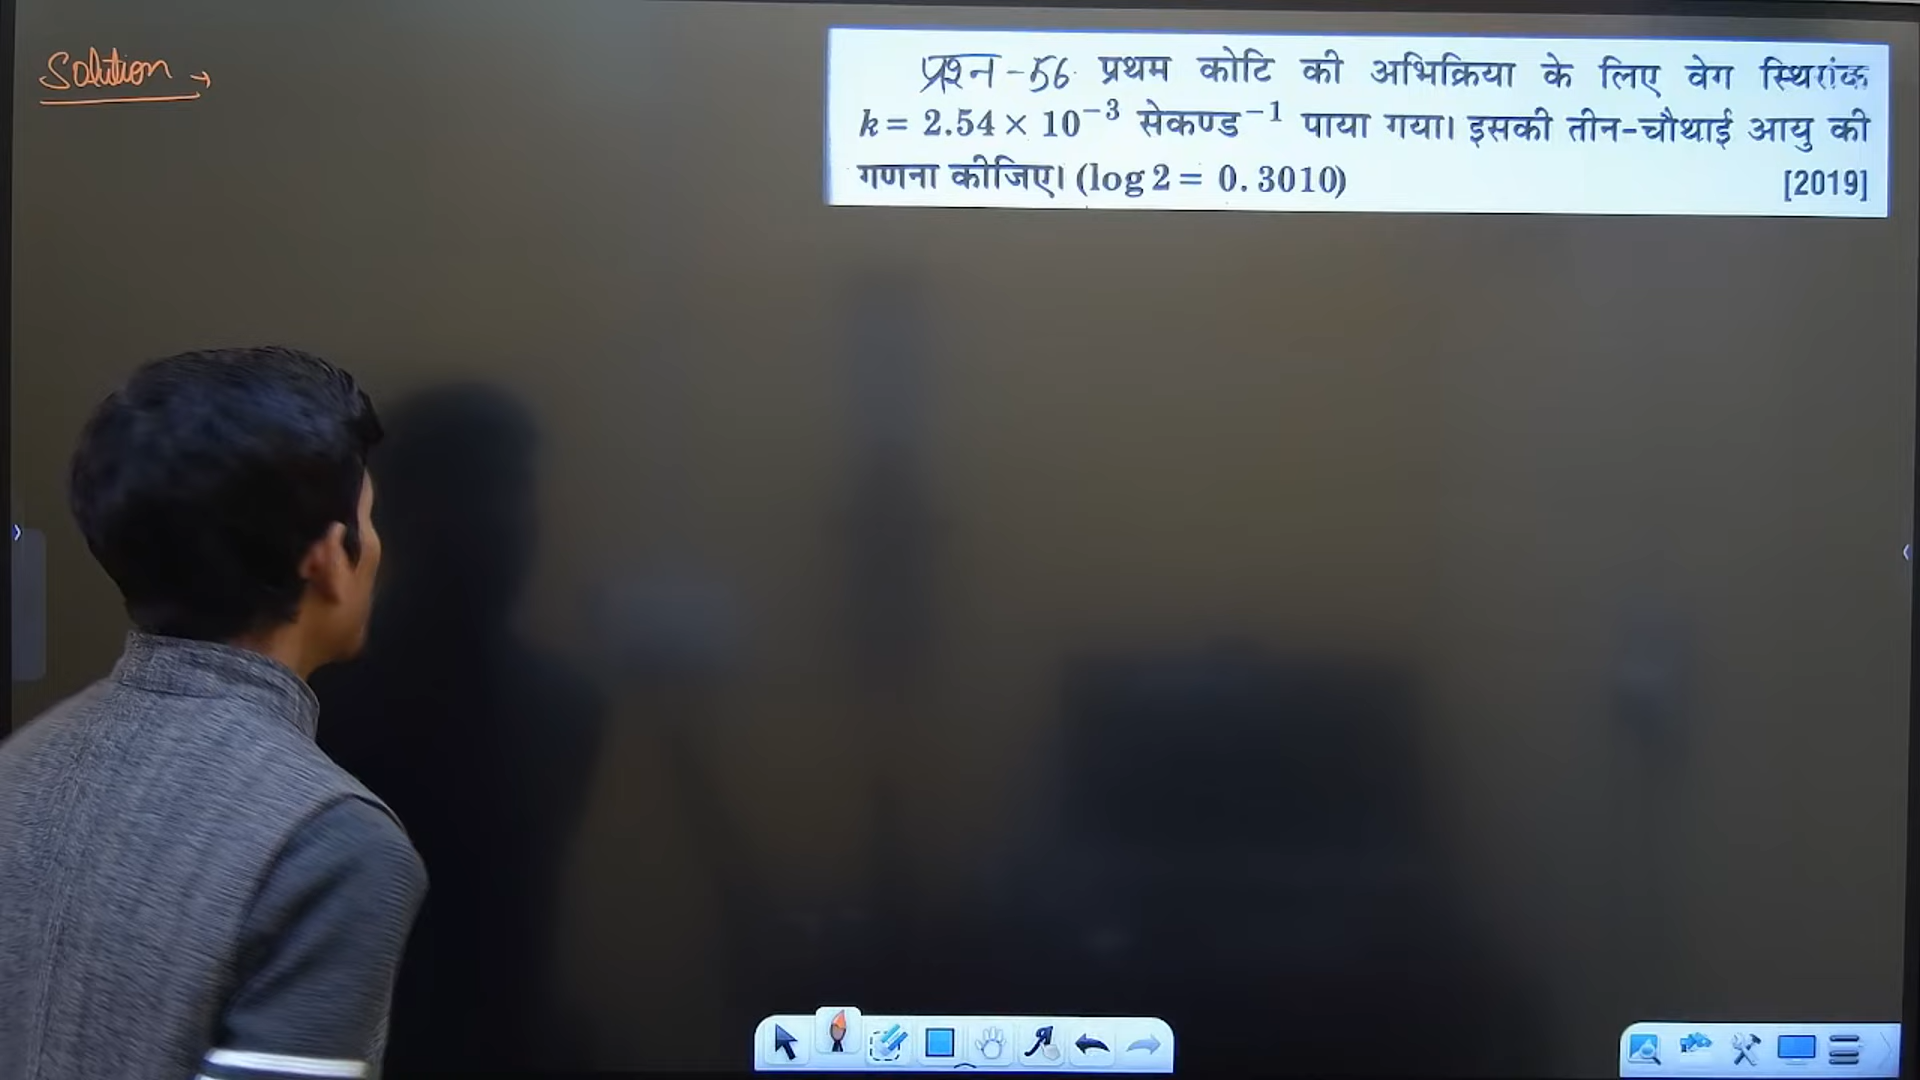 Solution →
प्रश्न - 56 प्रथम कोटि की अभिक्रिया के लिए वेग स्थिरांक
k = 2.54 × 10⁻³ सेकण्ड⁻¹ पाया गया। इसकी तीन-चौथाई आयु की
गणना कीजिए। (log 2 = 0.3010) [2019]